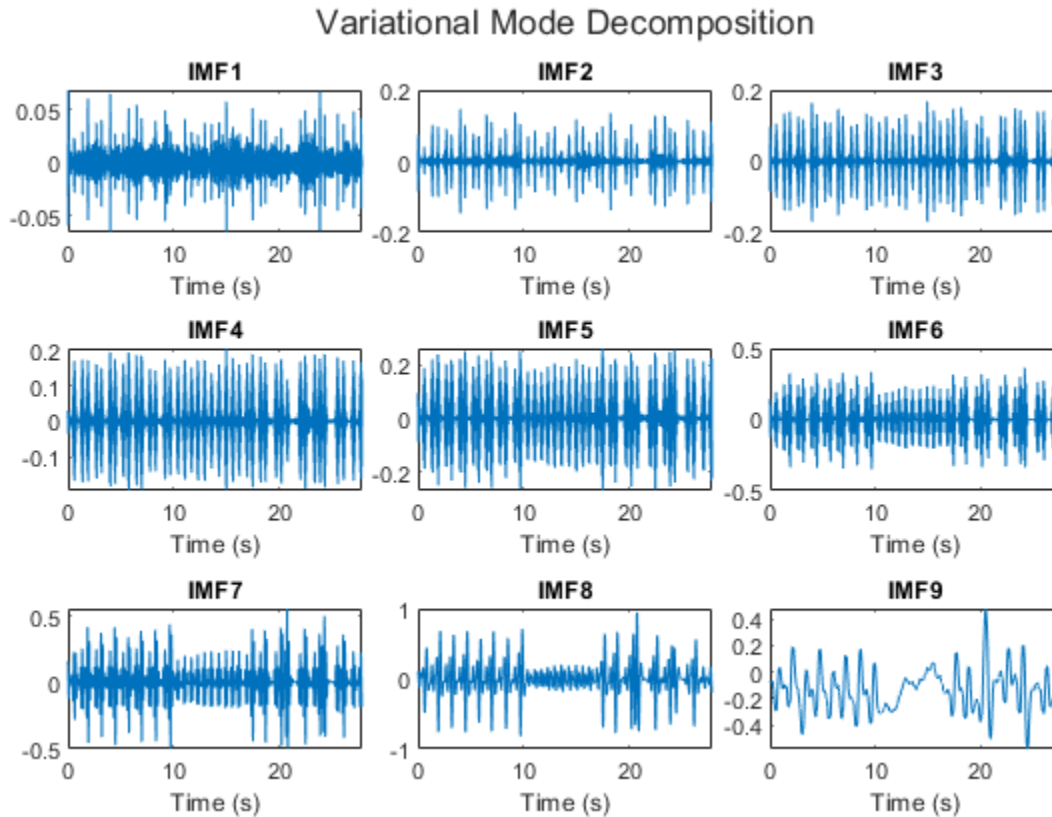 Variational Mode Decomposition
IMF1 IMF2 IMF3
0.05 0 -0.05 0.2 0 -0.2 0.2 0 -0.2
0 10 20 0 10 20 0 10 20
Time (s) Time (s) Time (s)
IMF4 IMF5 IMF6
0.2 0.1 0 -0.1 0.2 0 -0.2 0.5 0 -0.5
0 10 20 0 10 20 0 10 20
Time (s) Time (s) Time (s)
IMF7 IMF8 IMF9
0.5 0 -0.5 1 0 -1 0.4 0.2 -0.0 -0.2 -0.4
0 10 20 0 10 20 0 10 20
Time (s) Time (s) Time (s)